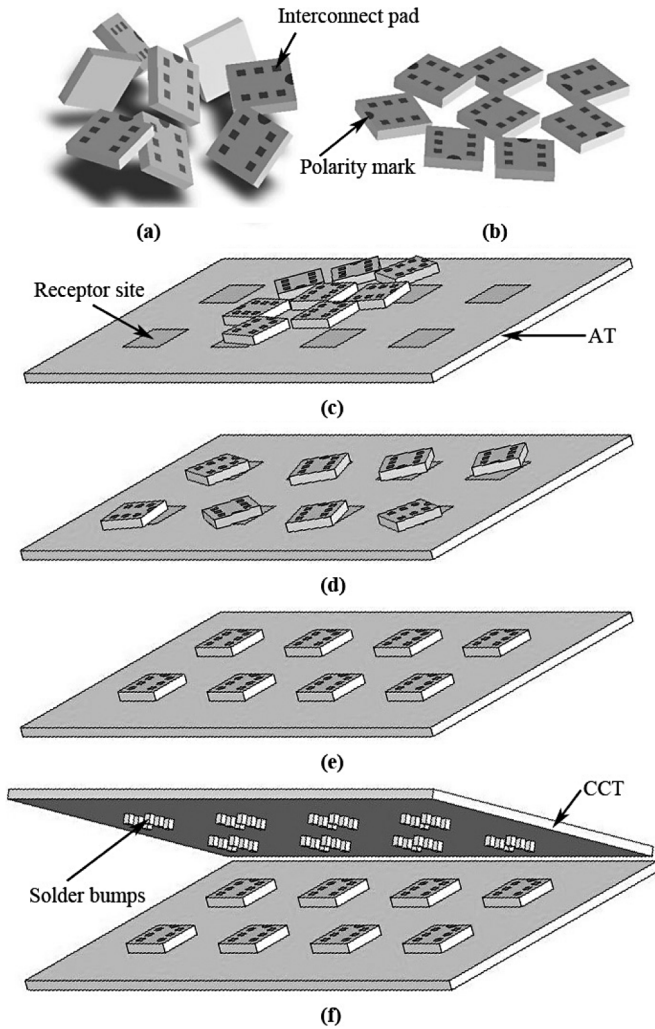 Interconnect pad
Polarity mark
(a)
(b)
Receptor site
AT
(c)
(d)
(e)
CCT
Solder bumps
(f)